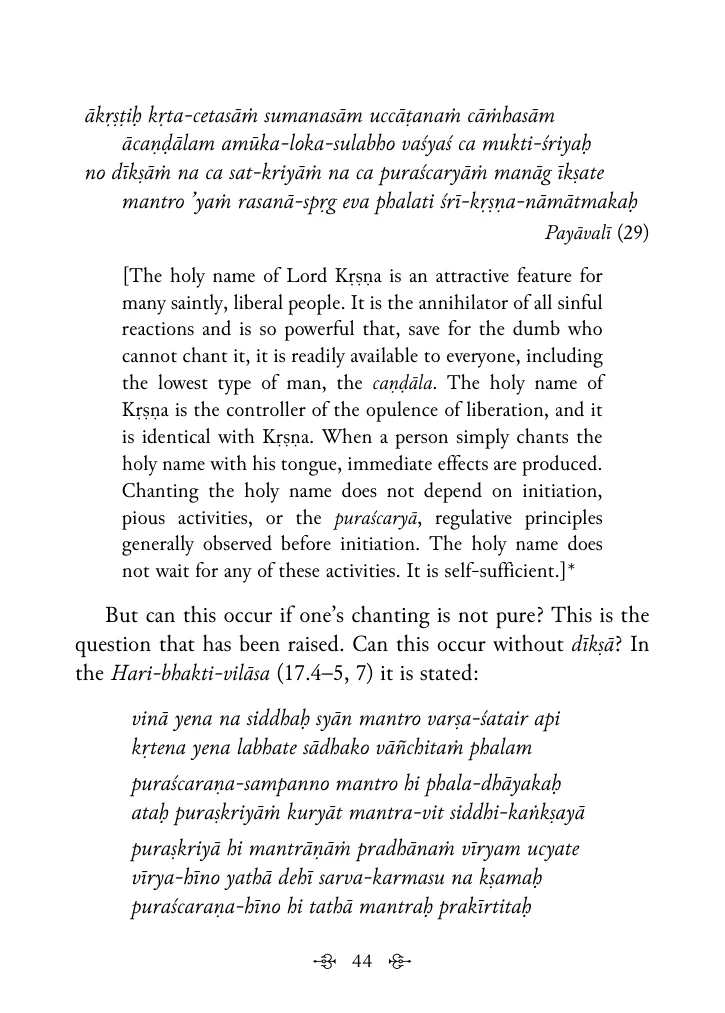 ākṛṣṭiḥ kṛta-cetasāṁ sumanasām uccāṭanaṁ cāṁhasām
ācaṇḍālam amūka-loka-sulabho vaśyaś ca mukti-śriyaḥ
no dīkṣāṁ na ca sat-kriyāṁ na ca puraścaryāṁ manāg īkṣate
mantro ’yaṁ rasanā-spṛg eva phalati śrī-kṛṣṇa-nāmātmakaḥ
Payāvalī (29)
[The holy name of Lord Kṛṣṇa is an attractive feature for
many saintly, liberal people. It is the annihilator of all sinful
reactions and is so powerful that, save for the dumb who
cannot chant it, it is readily available to everyone, including
the lowest type of man, the caṇḍāla. The holy name of
Kṛṣṇa is the controller of the opulence of liberation, and it
is identical with Kṛṣṇa. When a person simply chants the
holy name with his tongue, immediate effects are produced.
Chanting the holy name does not depend on initiation,
pious activities, or the puraścaryā, regulative principles
generally observed before initiation. The holy name does
not wait for any of these activities. It is self-sufficient.]*
But can this occur if one’s chanting is not pure? This is the
question that has been raised. Can this occur without dīkṣā? In
the Hari-bhakti-vilāsa (17.4–5, 7) it is stated:
vinā yena na siddhaḥ syān mantro varṣa-śatair api
kṛtena yena labhate sādhako vāñchitaṁ phalam
puraścaraṇa-sampanno mantro hi phala-dhāyakaḥ
ataḥ puraṣkriyāṁ kuryāt mantra-vit siddhi-kaṅkṣayā
puraṣkriyā hi mantrāṇāṁ pradhānaṁ vīryam ucyate
vīrya-hīno yathā dehī sarva-karmasu na kṣamaḥ
puraścaraṇa-hīno hi tathā mantraḥ prakīrtitaḥ
44